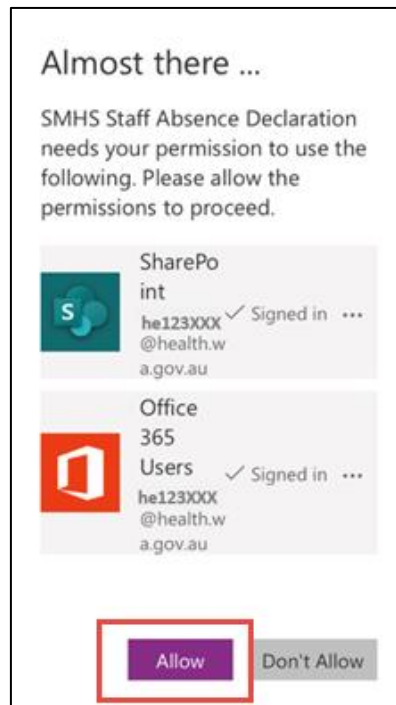 Almost there ...
SMHS Staff Absence Declaration
needs your permission to use the
following. Please allow the
permissions to proceed.
SharePo
int
he123XXX ✓ Signed in ...
@health.w
a.gov.au
S
Office
365
Users
✓ Signed in ...
he123XXX
@health.w
a.gov.au
Allow
Don't Allow